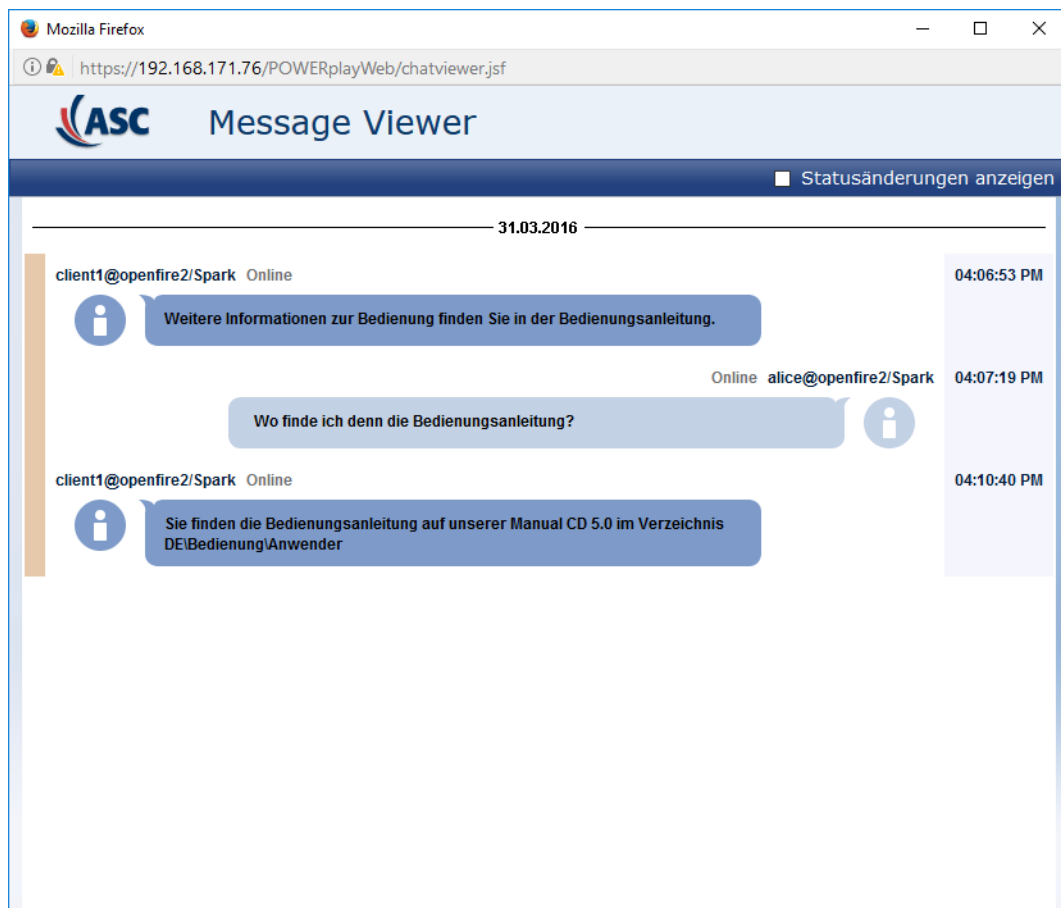 Mozilla Firefox
https://192.168.171.76/POWERplayWeb/chatviewer.jsf
ASC Message Viewer
Statusänderungen anzeigen
31.03.2016
client1@openfire2/Spark Online 04:06:53 PM
Weitere Informationen zur Bedienung finden Sie in der Bedienungsanleitung.
Online alice@openfire2/Spark 04:07:19 PM
Wo finde ich denn die Bedienungsanleitung?
client1@openfire2/Spark Online 04:10:40 PM
Sie finden die Bedienungsanleitung auf unserer Manual CD 5.0 im Verzeichnis
DE\Bedienung\Anwender